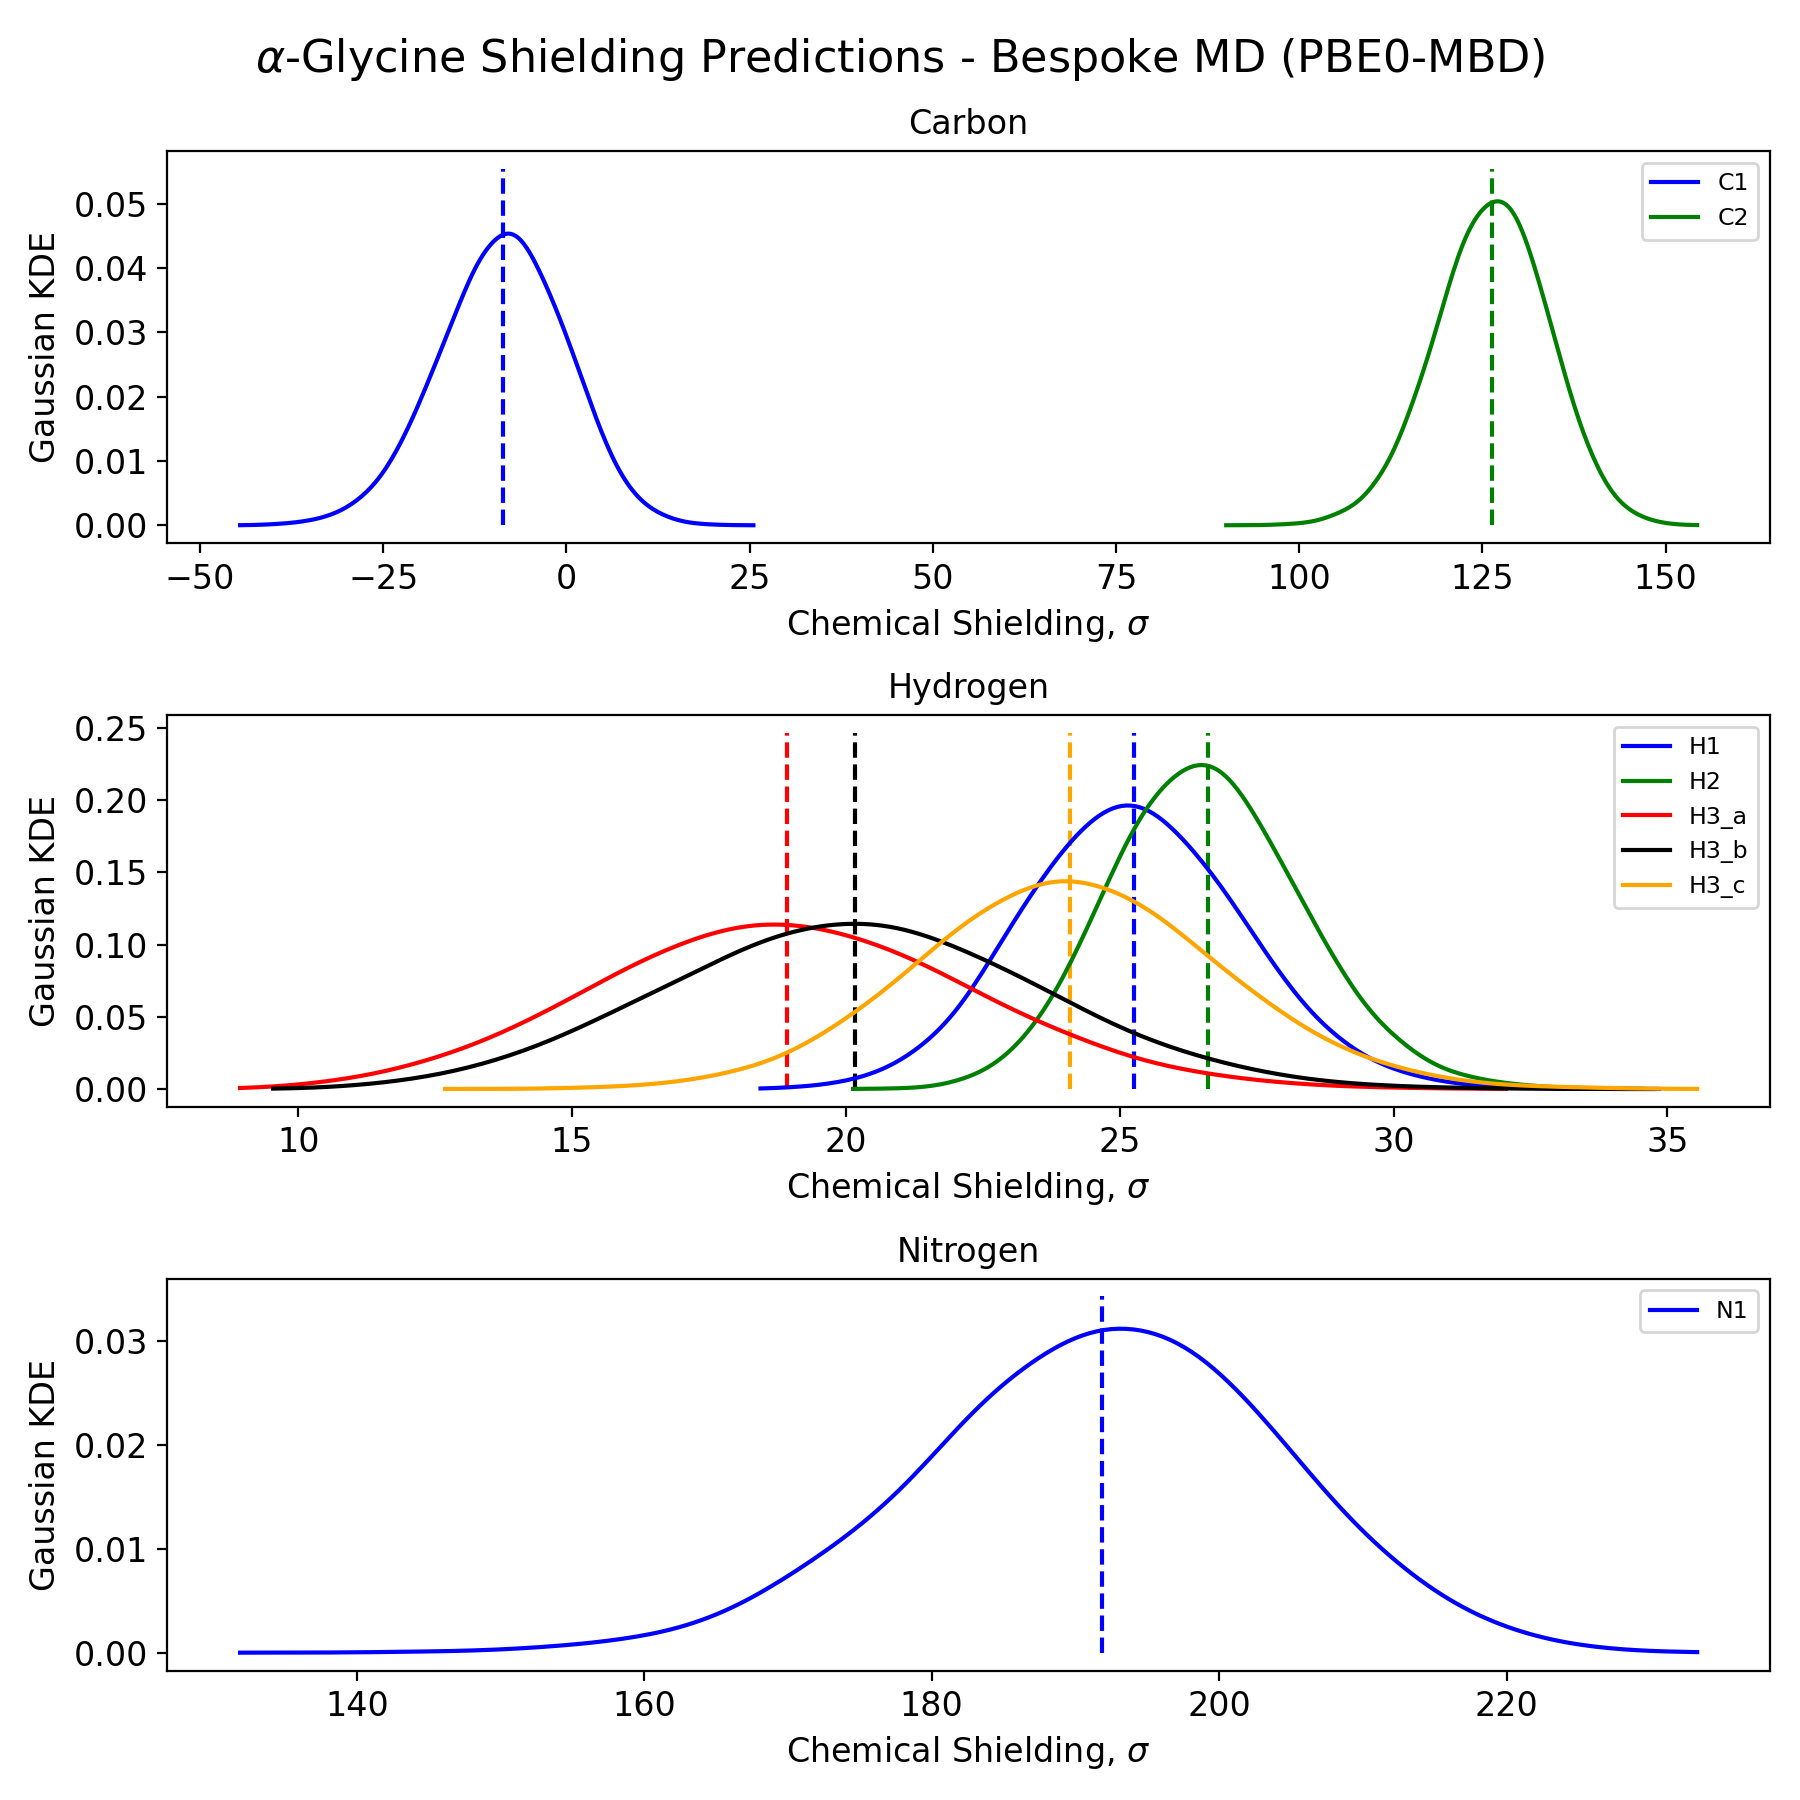 α-Glycine Shielding Predictions - Bespoke MD (PBE0-MBD)
Carbon
Gaussian KDE
0.05
0.04
0.03
0.02
0.01
0.00
C1
C2
−50 −25 0 25 50 75 100 125 150
Chemical Shielding, σ
Hydrogen
Gaussian KDE
0.25
0.20
0.15
0.10
0.05
0.00
H1
H2
H3_a
H3_b
H3_c
10 15 20 25 30 35
Chemical Shielding, σ
Nitrogen
Gaussian KDE
0.03
0.02
0.01
0.00
N1
140 160 180 200 220
Chemical Shielding, σ